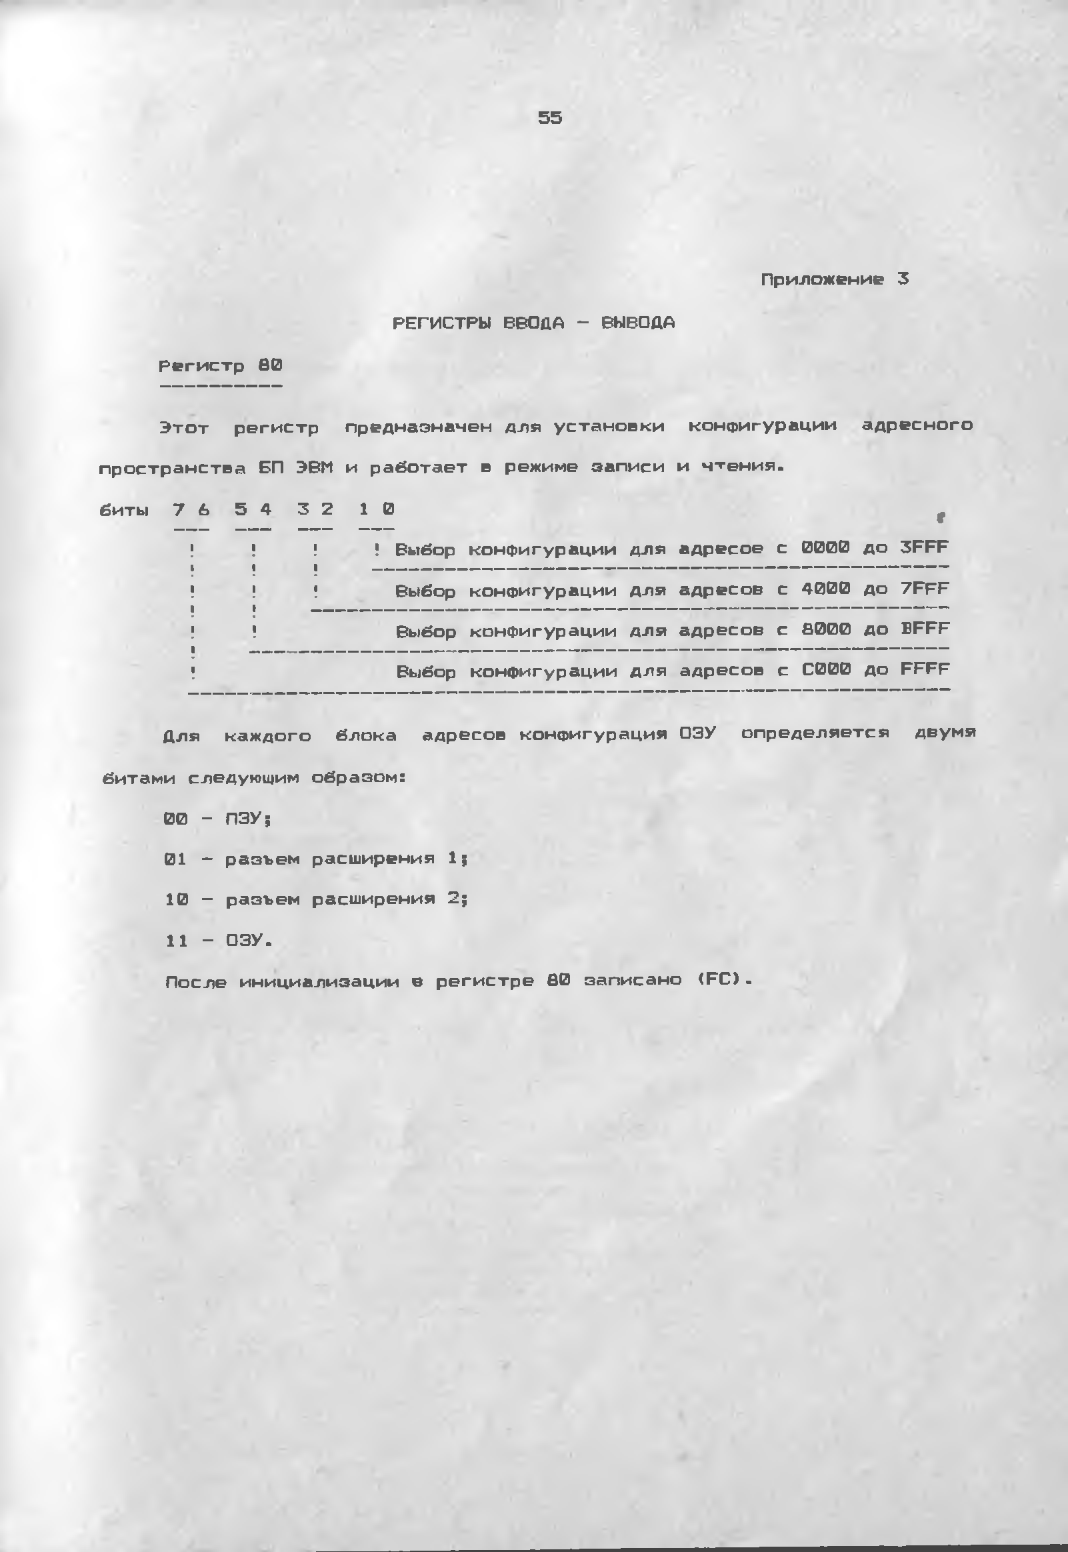 55
Приложение 3
РЕГИСТРЫ ВВОДА - ВЫВОДА
Регистр 80
----------
Этот регистр предназначен для установки конфигурации адресного
пространства БП ЭВМ и работает в режиме записи и чтения.
биты 7 6 5 4 3 2 1 0
--- --- --- ---
! ! ! ! Выбор конфигурации для адресов с 0000 до 3FFF
! ! ! -----------------------------------------------
! ! ! Выбор конфигурации для адресов с 4000 до 7FFF
! ! ----------------------------------------------------
! ! Выбор конфигурации для адресов с 8000 до BFFF
! ---------------------------------------------------------
! Выбор конфигурации для адресов с C000 до FFFF
--------------------------------------------------------------
Для каждого блока адресов конфигурация ОЗУ определяется двумя
битами следующим образом:
00 - ПЗУ;
01 - разъем расширения 1;
10 - разъем расширения 2;
11 - ОЗУ.
После инициализации в регистре 80 записано (FC).